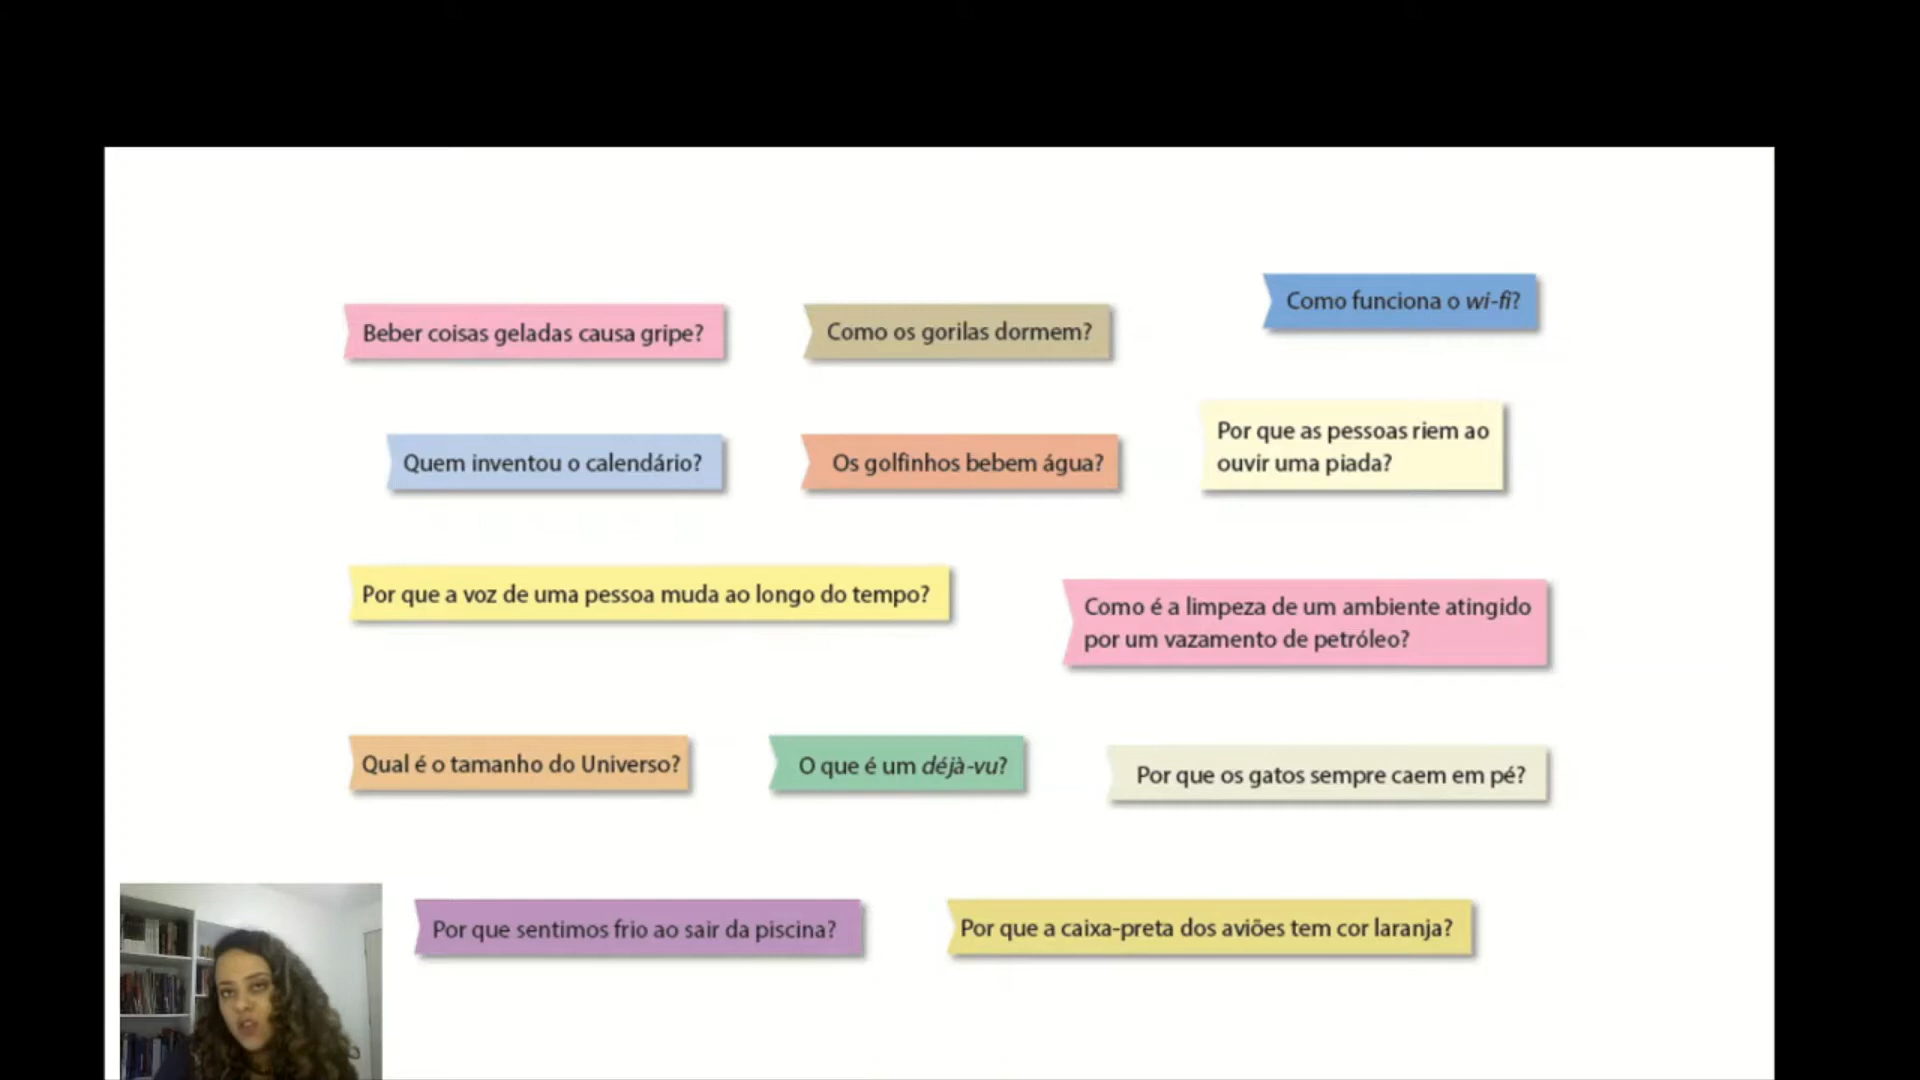 Beber coisas geladas causa gripe?
Como os gorilas dormem?
Como funciona o wi-fi?
Quem inventou o calendário?
Os golfinhos bebem água?
Por que as pessoas riem ao
ouvir uma piada?
Por que a voz de uma pessoa muda ao longo do tempo?
Como é a limpeza de um ambiente atingido
por um vazamento de petróleo?
Qual é o tamanho do Universo?
O que é um déjà-vu?
Por que os gatos sempre caem em pé?
Por que sentimos frio ao sair da piscina?
Por que a caixa-preta dos aviões tem cor laranja?